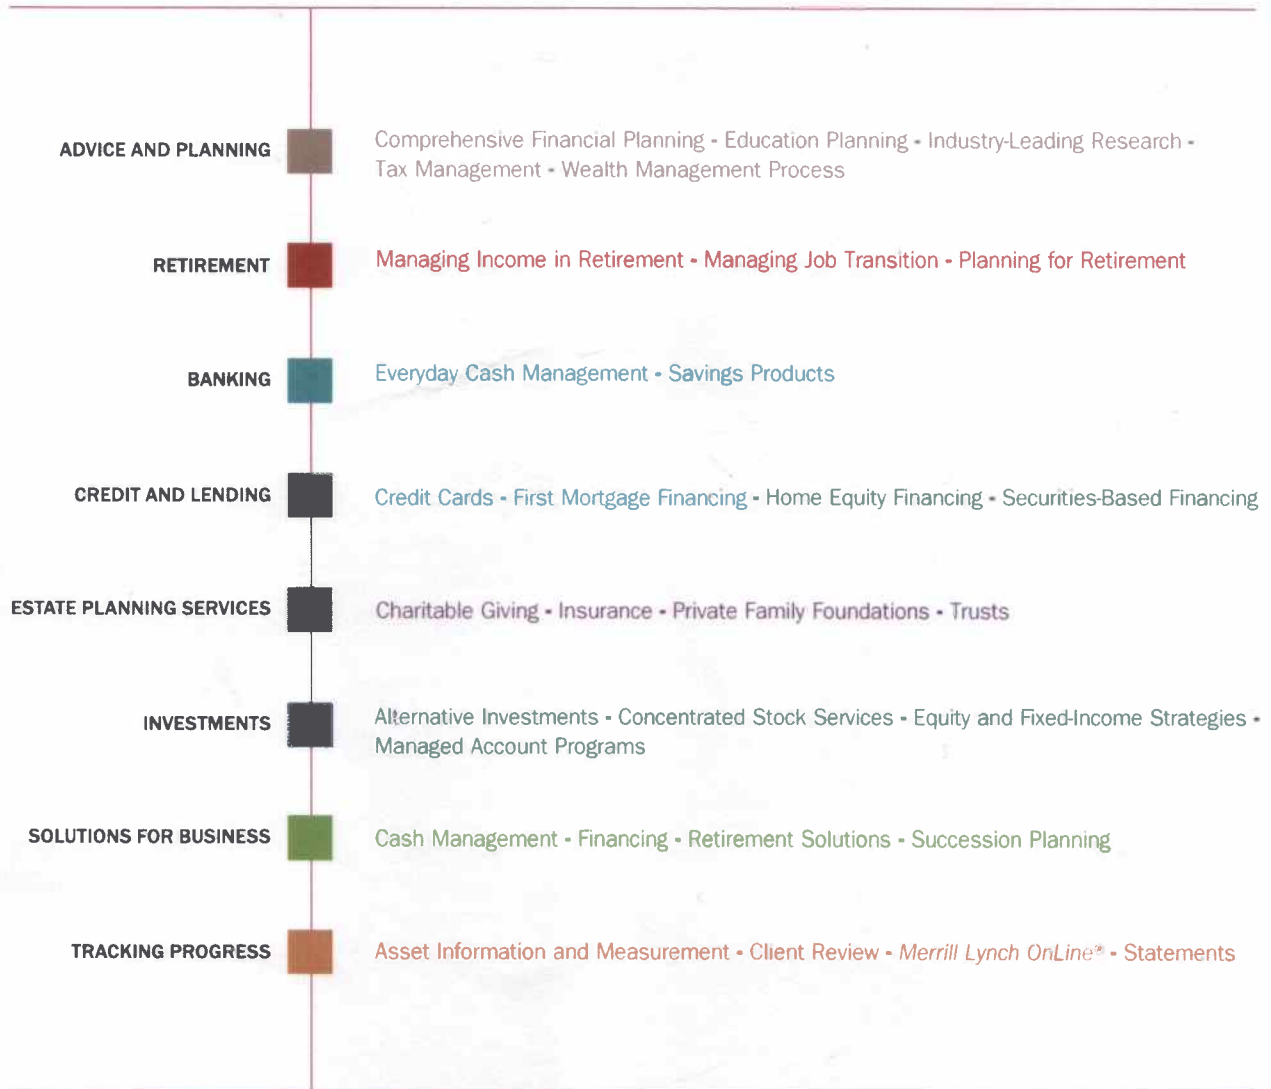 ADVICE AND PLANNING
Comprehensive Financial Planning - Education Planning - Industry-Leading Research -
Tax Management - Wealth Management Process
RETIREMENT
Managing Income in Retirement - Managing Job Transition - Planning for Retirement
BANKING
Everyday Cash Management - Savings Products
CREDIT AND LENDING
Credit Cards - First Mortgage Financing - Home Equity Financing - Securities-Based Financing
ESTATE PLANNING SERVICES
Charitable Giving - Insurance - Private Family Foundations - Trusts
INVESTMENTS
Alternative Investments - Concentrated Stock Services - Equity and Fixed-Income Strategies -
Managed Account Programs
SOLUTIONS FOR BUSINESS
Cash Management - Financing - Retirement Solutions - Succession Planning
TRACKING PROGRESS
Asset Information and Measurement - Client Review - Merrill Lynch OnLine® - Statements